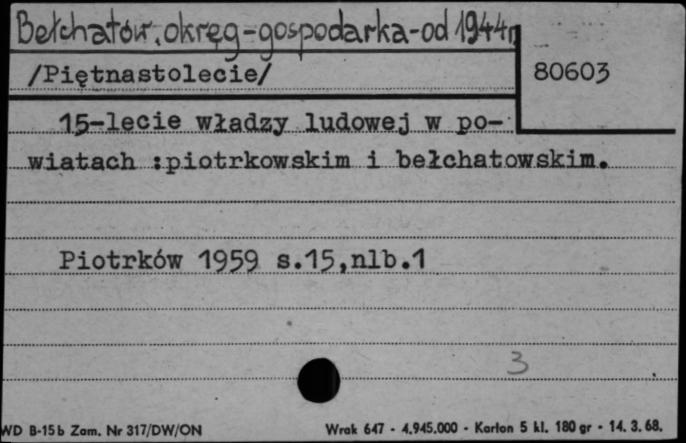 Bełchatów, okręg-gospodarka-od 1944r
/Piętnastolecie/
80603
15-lecie władzy ludowej w po-
wiatach :piotrkowskim i bełchatowskim.
Piotrków 1959 s.15,nlb.1
3
WD B-15b Zam. Nr 317/DW/ON
Wrak 647 - 4.945.000 - Karton 5 kl. 180 gr - 14. 3. 68.